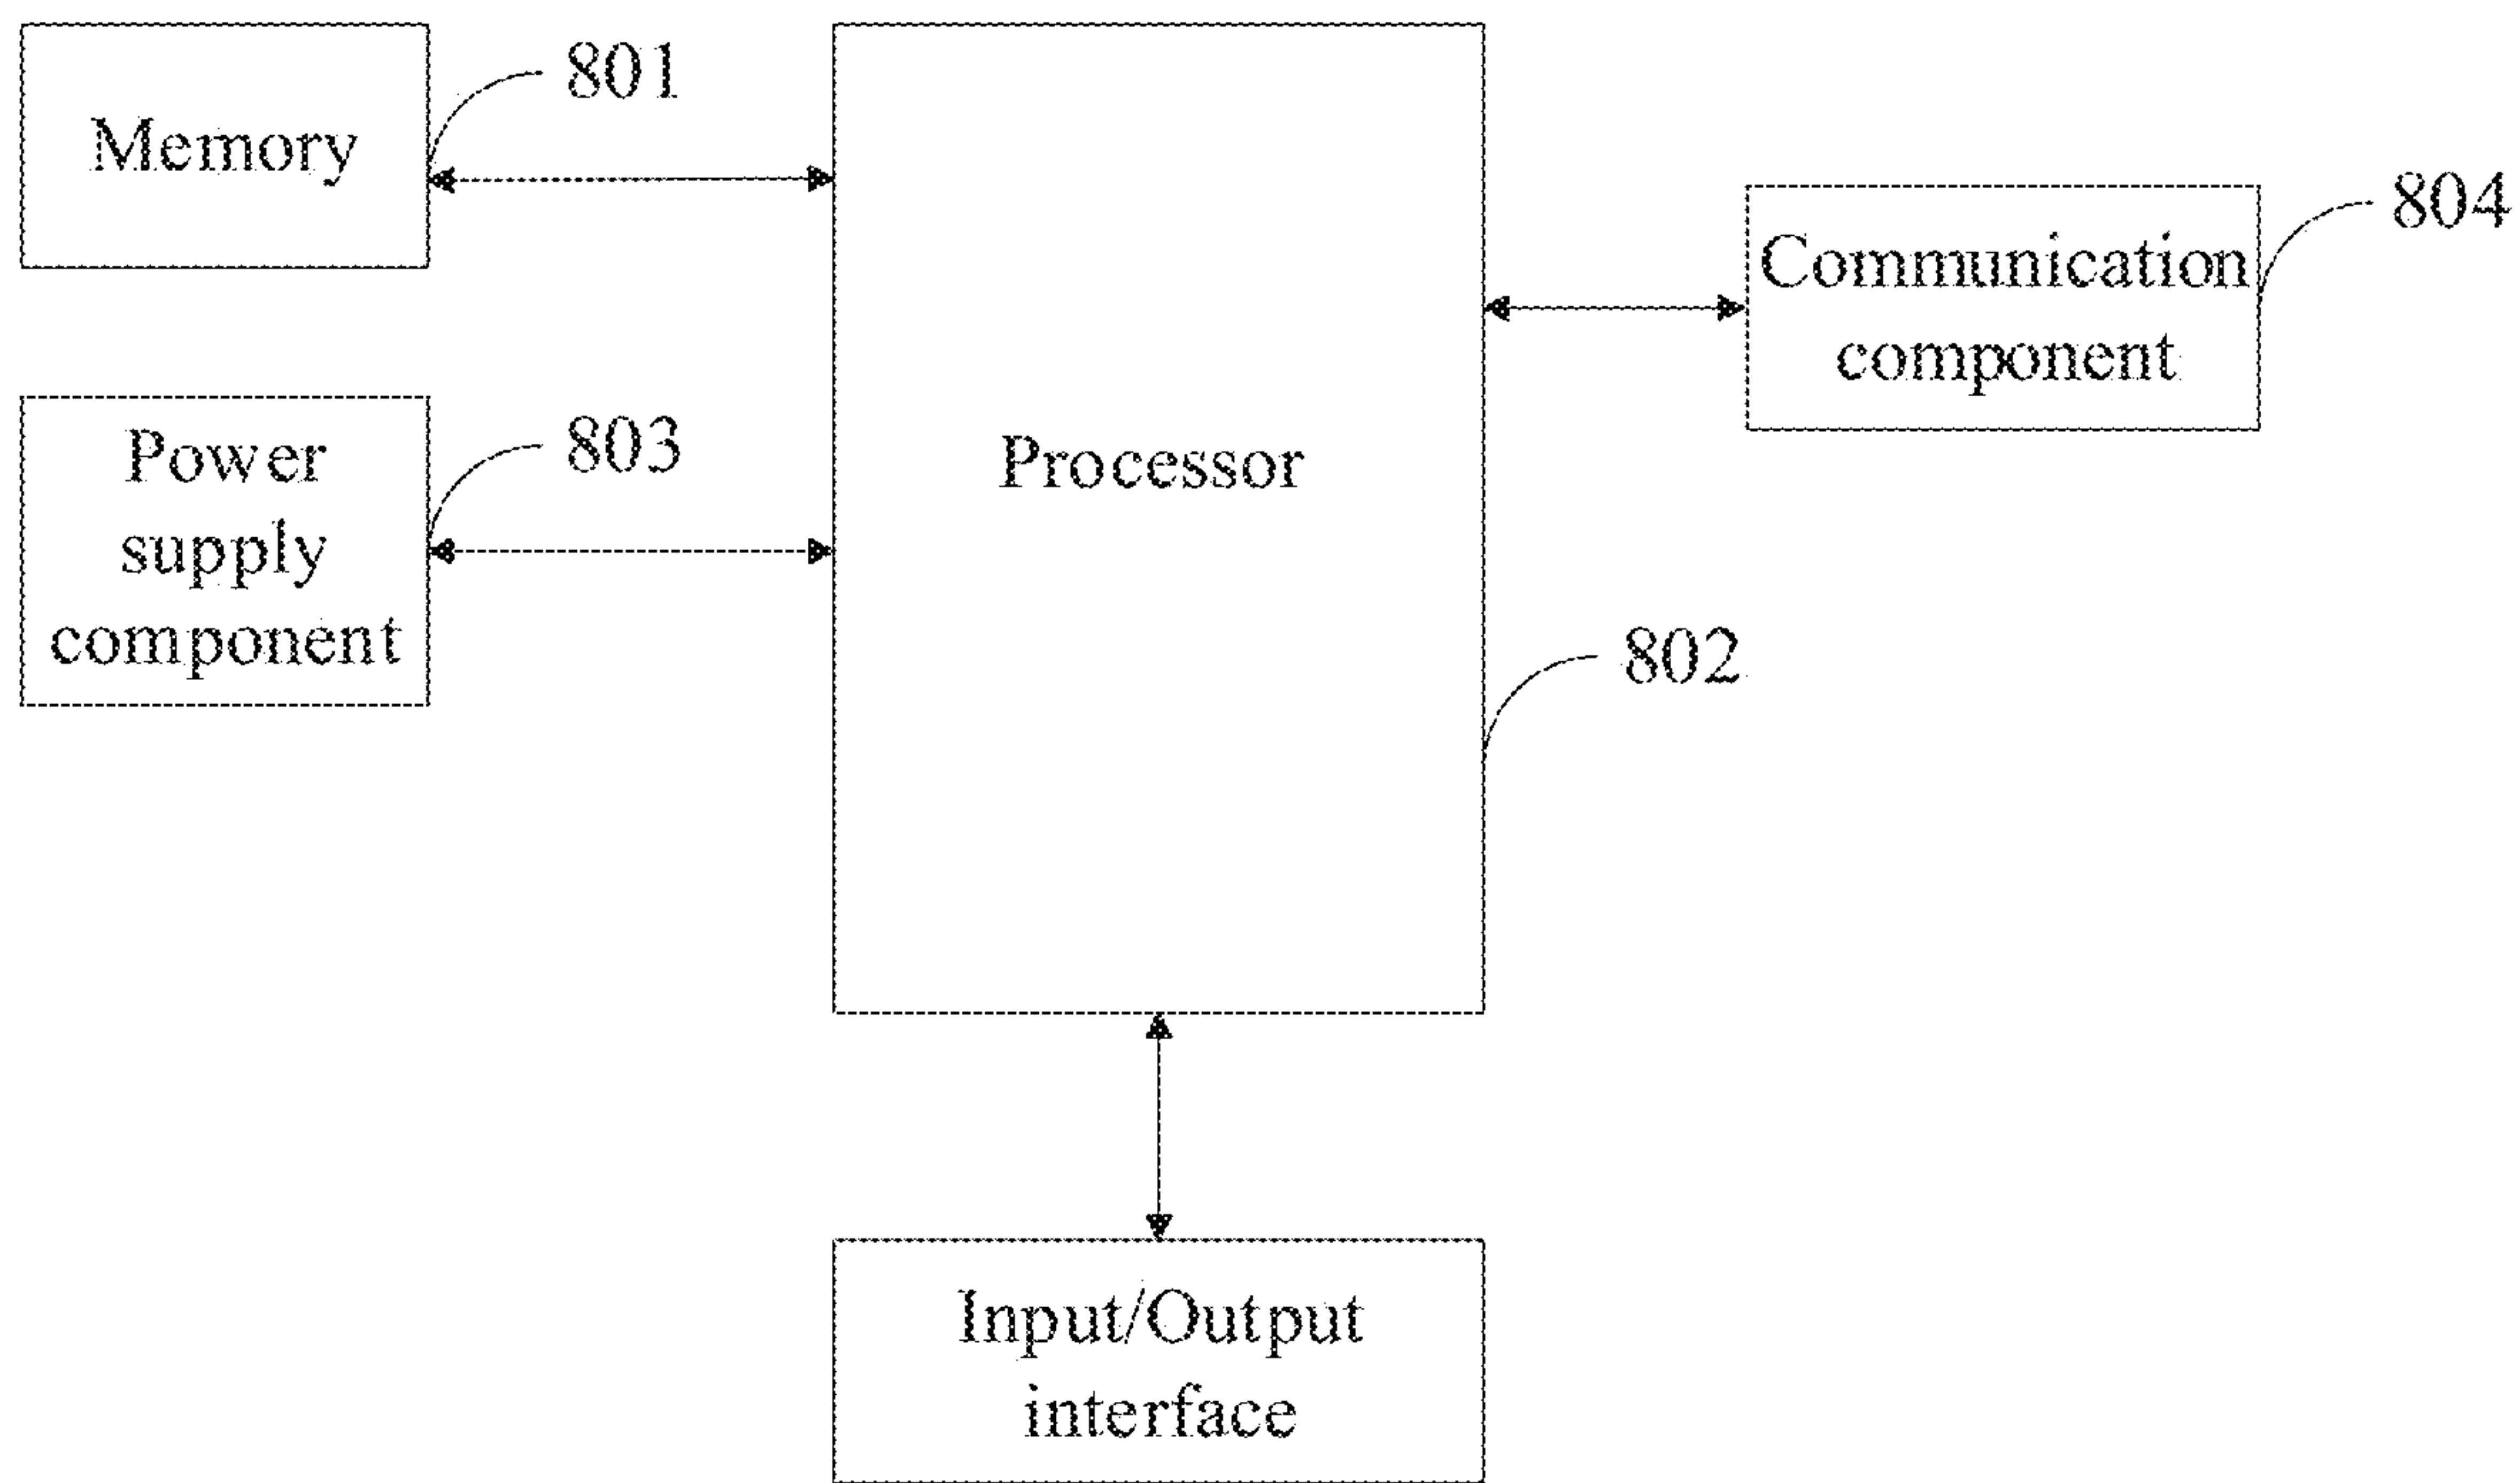 Memory
801
Power
supply
component
803
Processor
802
Communication
component
804
Input/Output
interface